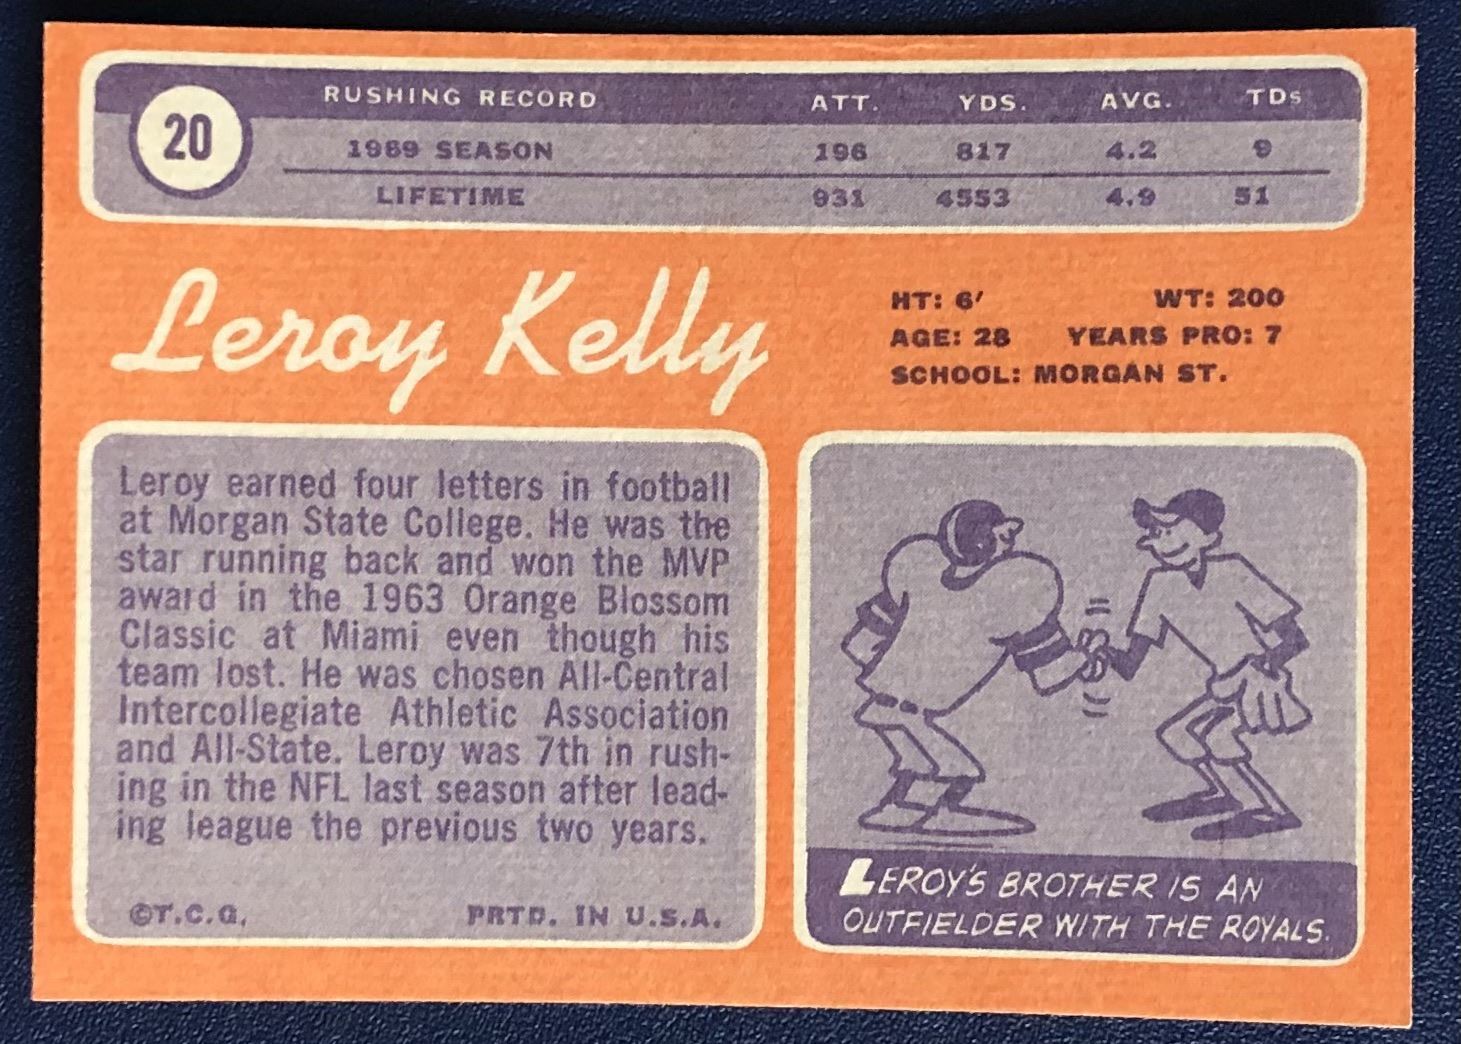 20
RUSHING RECORD ATT. YDS. AVG. TDs
1969 SEASON 196 817 4.2 9
LIFETIME 931 4553 4.9 51
Leroy Kelly
HT: 6' WT: 200
AGE: 28 YEARS PRO: 7
SCHOOL: MORGAN ST.
Leroy earned four letters in football
at Morgan State College. He was the
star running back and won the MVP
award in the 1963 Orange Blossom
Classic at Miami even though his
team lost. He was chosen All-Central
Intercollegiate Athletic Association
and All-State. Leroy was 7th in rush-
ing in the NFL last season after lead-
ing league the previous two years.
©T.C.G. PRTD. IN U.S.A.
LEROY'S BROTHER IS AN
OUTFIELDER WITH THE ROYALS.